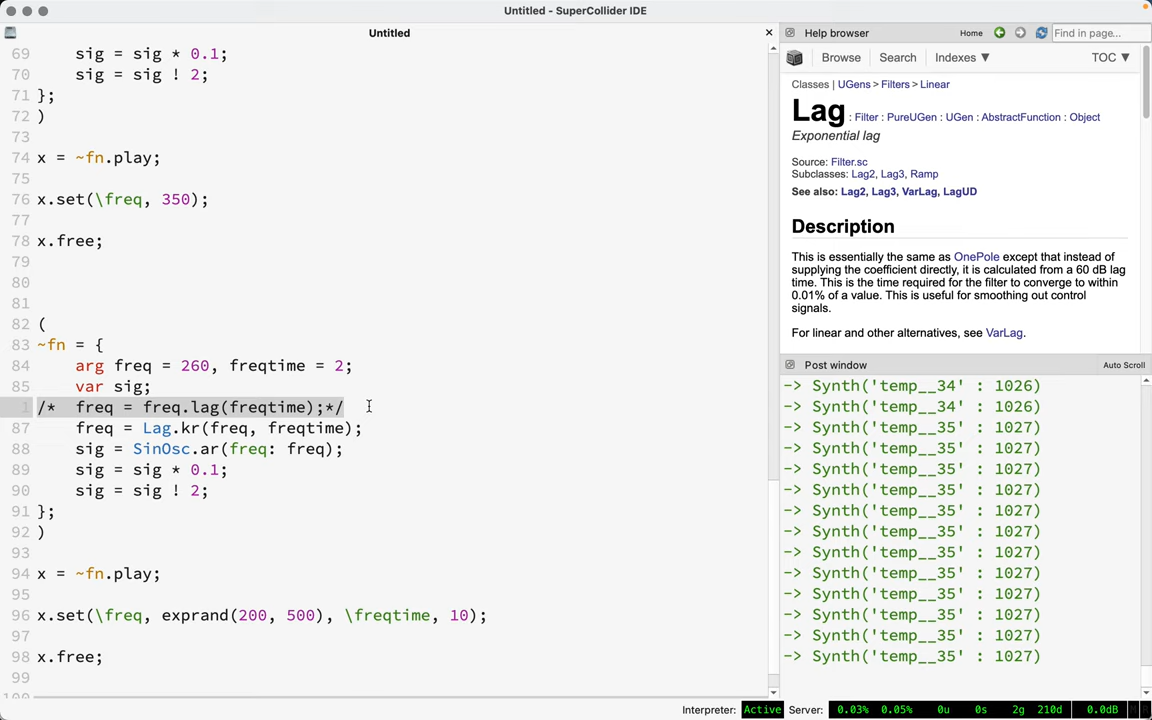 Untitled - SuperCollider IDE
Untitled
69 sig = sig * 0.1;
70 sig = sig ! 2;
71 };
72 )
73
74 x = ~fn.play;
75
76 x.set(\freq, 350);
77
78 x.free;
79
80
81
82 (
83 ~fn = {
84 arg freq = 260, freqtime = 2;
85 var sig;
1 /* freq = freq.lag(freqtime);*/
87 freq = Lag.kr(freq, freqtime);
88 sig = SinOsc.ar(freq: freq);
89 sig = sig * 0.1;
90 sig = sig ! 2;
91 };
92 )
93
94 x = ~fn.play;
95
96 x.set(\freq, exprand(200, 500), \freqtime, 10);
97
98 x.free;
99
100
Help browser Home Find in page...
Browse Search Indexes ▼ TOC ▼
Classes | UGens > Filters > Linear
Lag : Filter : PureUGen : UGen : AbstractFunction : Object
Exponential lag
Source: Filter.sc
Subclasses: Lag2, Lag3, Ramp
See also: Lag2, Lag3, VarLag, LagUD
Description
This is essentially the same as OnePole except that instead of
supplying the coefficient directly, it is calculated from a 60 dB lag
time. This is the time required for the filter to converge to within
0.01% of a value. This is useful for smoothing out control
signals.
For linear and other alternatives, see VarLag.
Post window Auto Scroll
-> Synth('temp__34' : 1026)
-> Synth('temp__34' : 1026)
-> Synth('temp__35' : 1027)
-> Synth('temp__35' : 1027)
-> Synth('temp__35' : 1027)
-> Synth('temp__35' : 1027)
-> Synth('temp__35' : 1027)
-> Synth('temp__35' : 1027)
-> Synth('temp__35' : 1027)
-> Synth('temp__35' : 1027)
-> Synth('temp__35' : 1027)
-> Synth('temp__35' : 1027)
-> Synth('temp__35' : 1027)
-> Synth('temp__35' : 1027)
Interpreter: Active Server: 0.03% 0.05% 0u 0s 2g 210d 0.0dB M R